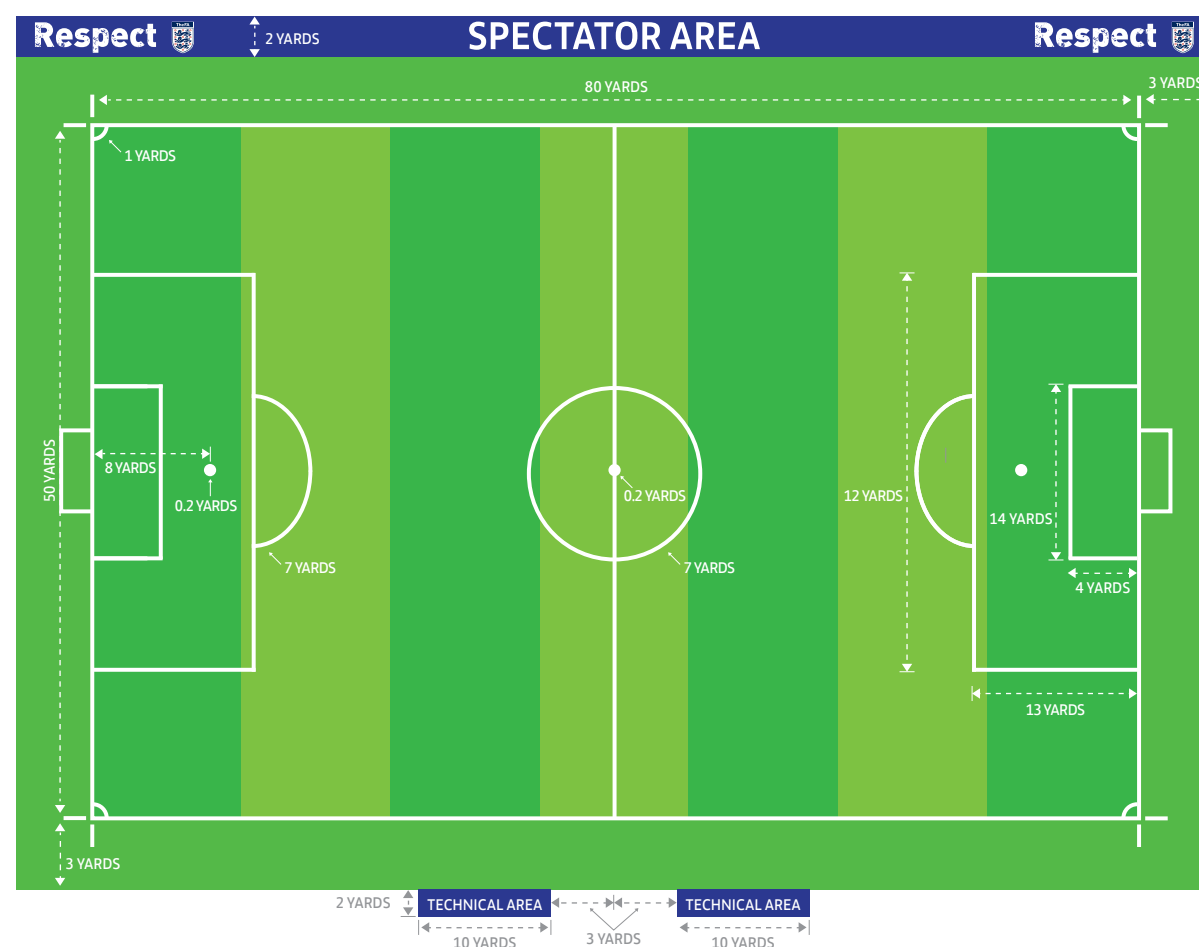 Respect
TheFA
2 YARDS
SPECTATOR AREA
Respect
TheFA
80 YARDS
3 YARDS
1 YARDS
50 YARDS
8 YARDS
0.2 YARDS
7 YARDS
0.2 YARDS
7 YARDS
12 YARDS
14 YARDS
4 YARDS
13 YARDS
3 YARDS
2 YARDS
TECHNICAL AREA
TECHNICAL AREA
10 YARDS
3 YARDS
10 YARDS